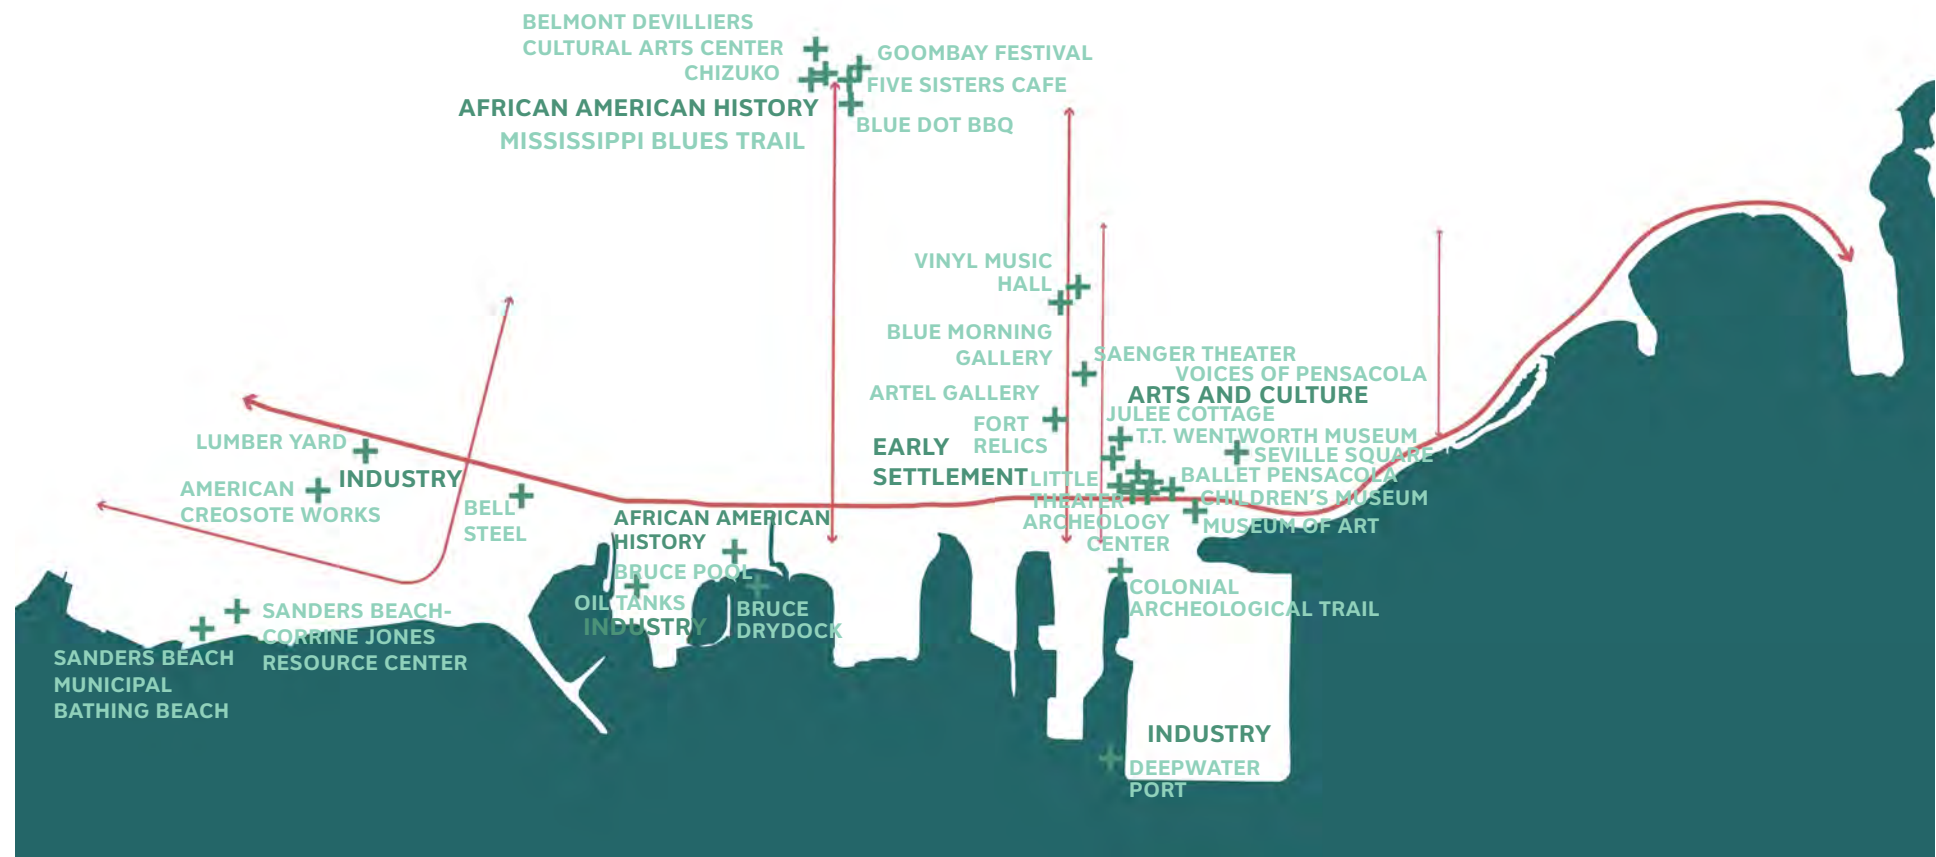 BELMONT DEVILLIERS
CULTURAL ARTS CENTER
CHIZUKO
GOOMBAY FESTIVAL
FIVE SISTERS CAFE
BLUE DOT BBQ
AFRICAN AMERICAN HISTORY
MISSISSIPPI BLUES TRAIL
VINYL MUSIC
HALL
BLUE MORNING
GALLERY
SAENGER THEATER
VOICES OF PENSACOLA
ARTEL GALLERY
ARTS AND CULTURE
JULEE COTTAGE
FORT
RELICS
T.T. WENTWORTH MUSEUM
SEVILLE SQUARE
EARLY
SETTLEMENT
LITTLE
THEATER
BALLET PENSACOLA
CHILDREN'S MUSEUM
ARCHEOLOGY
CENTER
MUSEUM OF ART
LUMBER YARD
INDUSTRY
AMERICAN
CREOSOTE WORKS
BELL
STEEL
AFRICAN AMERICAN
HISTORY
BRUCE POOL
OIL TANKS
INDUSTRY
BRUCE
DRYDOCK
COLONIAL
ARCHEOLOGICAL TRAIL
SANDERS BEACH-
CORRINE JONES
RESOURCE CENTER
SANDERS BEACH
MUNICIPAL
BATHING BEACH
INDUSTRY
DEEPWATER
PORT